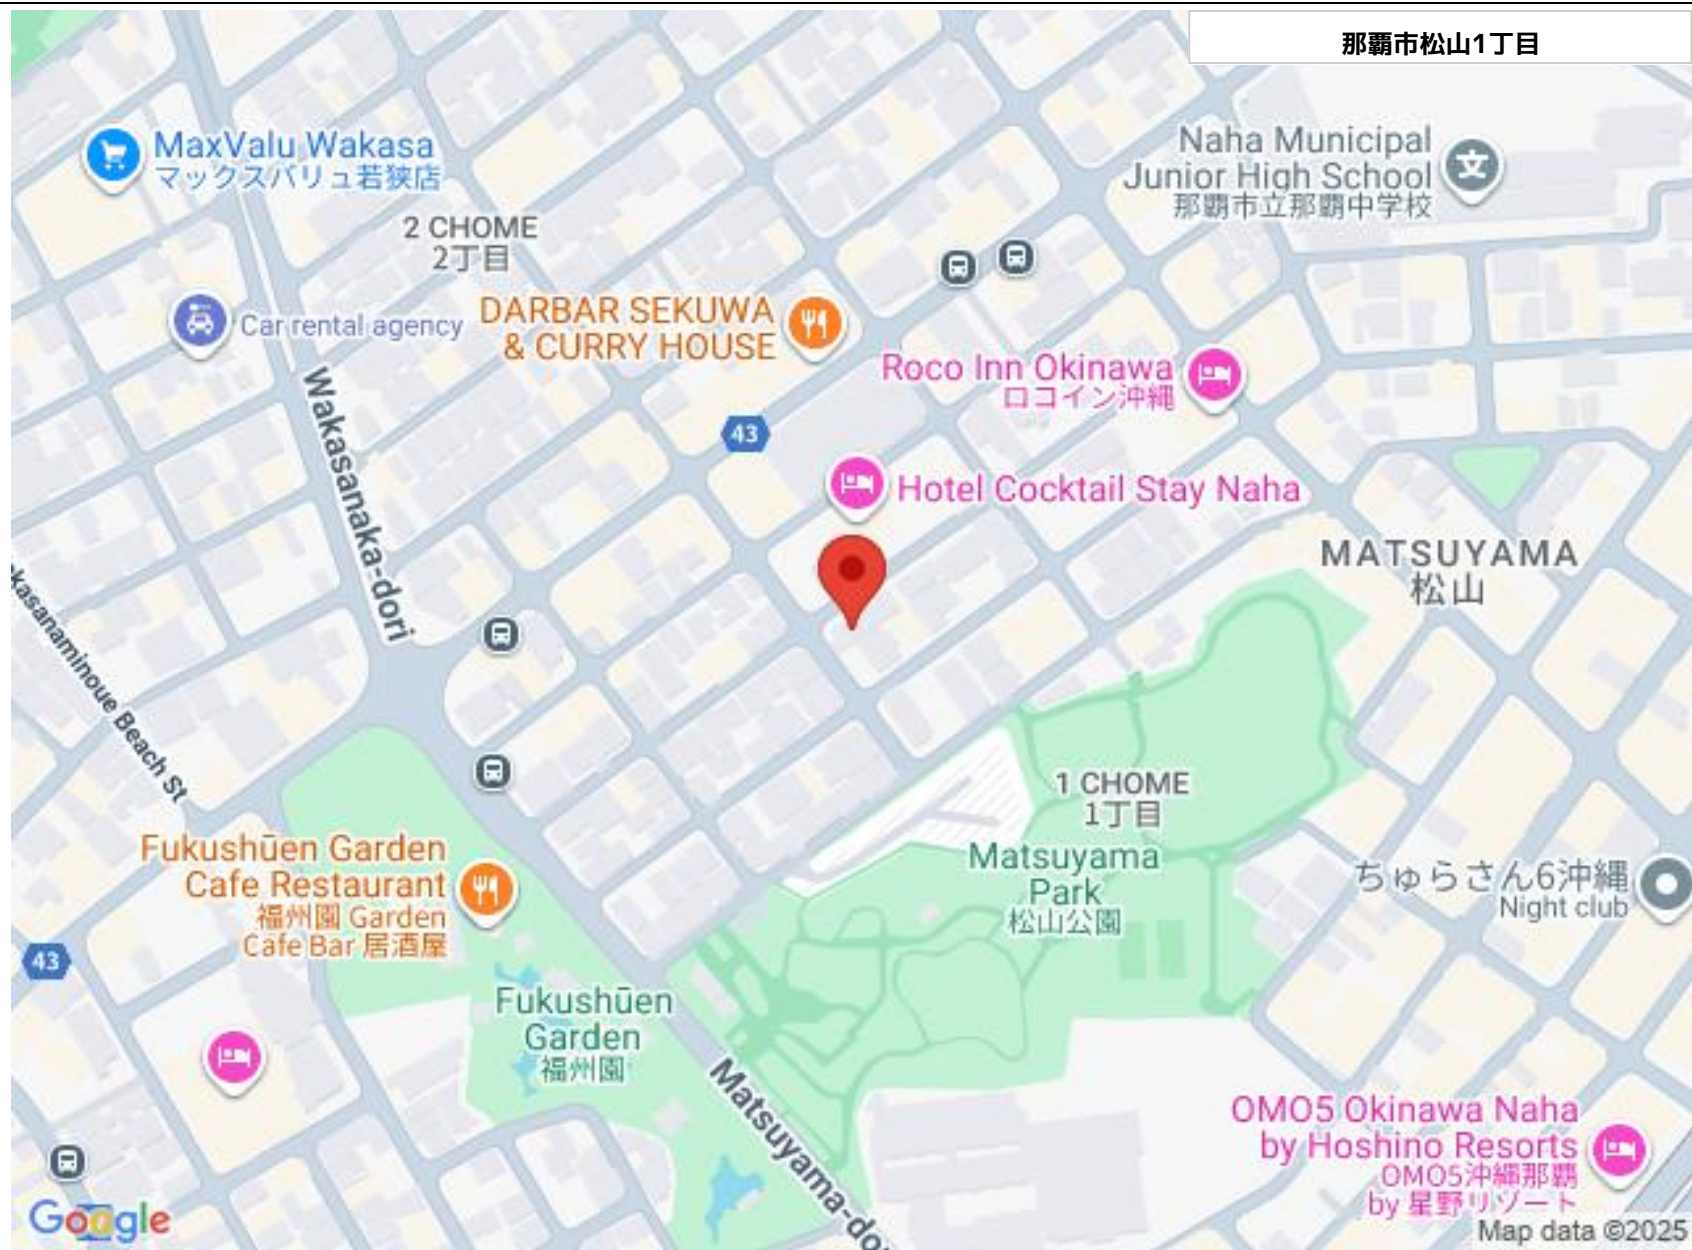 那覇市松山1丁目
MaxValu Wakasa
マックスバリュ若狭店
Naha Municipal
Junior High School
那覇市立那覇中学校
2 CHOME
2丁目
Car rental agency
DARBAR SEKUWA
& CURRY HOUSE
Roco Inn Okinawa
ロコイン沖縄
43
Hotel Cocktail Stay Naha
Wakasanaka-dori
MATSUYAMA
松山
kasanaminoue Beach St
1 CHOME
1丁目
Matsuyama
Park
松山公園
Fukushūen Garden
Cafe Restaurant
福州園 Garden
Cafe Bar 居酒屋
ちゅらさん6沖縄
Night club
43
Fukushūen
Garden
福州園
Matsuyama-do
OMO5 Okinawa Naha
by Hoshino Resorts
OMO5沖縄那覇
by 星野リゾート
Google
Map data ©2025